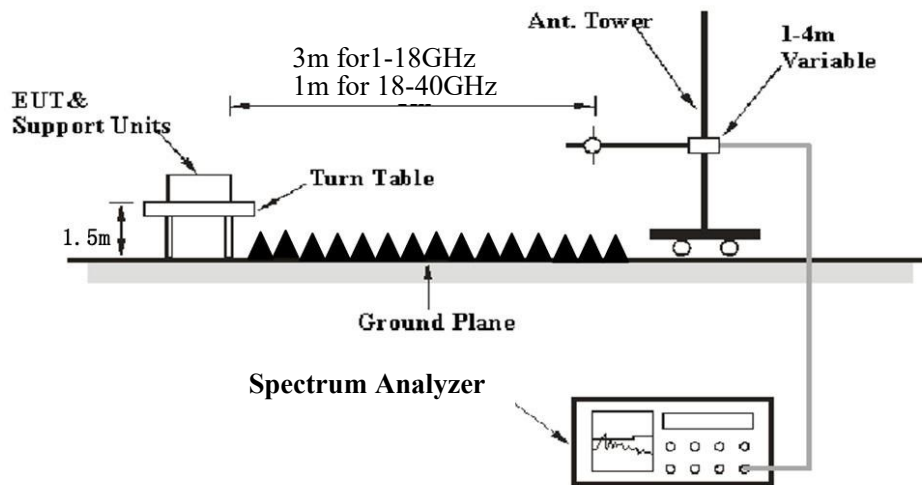 Ant. Tower
1-4m
Variable
3m for1-18GHz
1m for 18-40GHz
EUT&
Support Units
Turn Table
1.5m
Ground Plane
Spectrum Analyzer